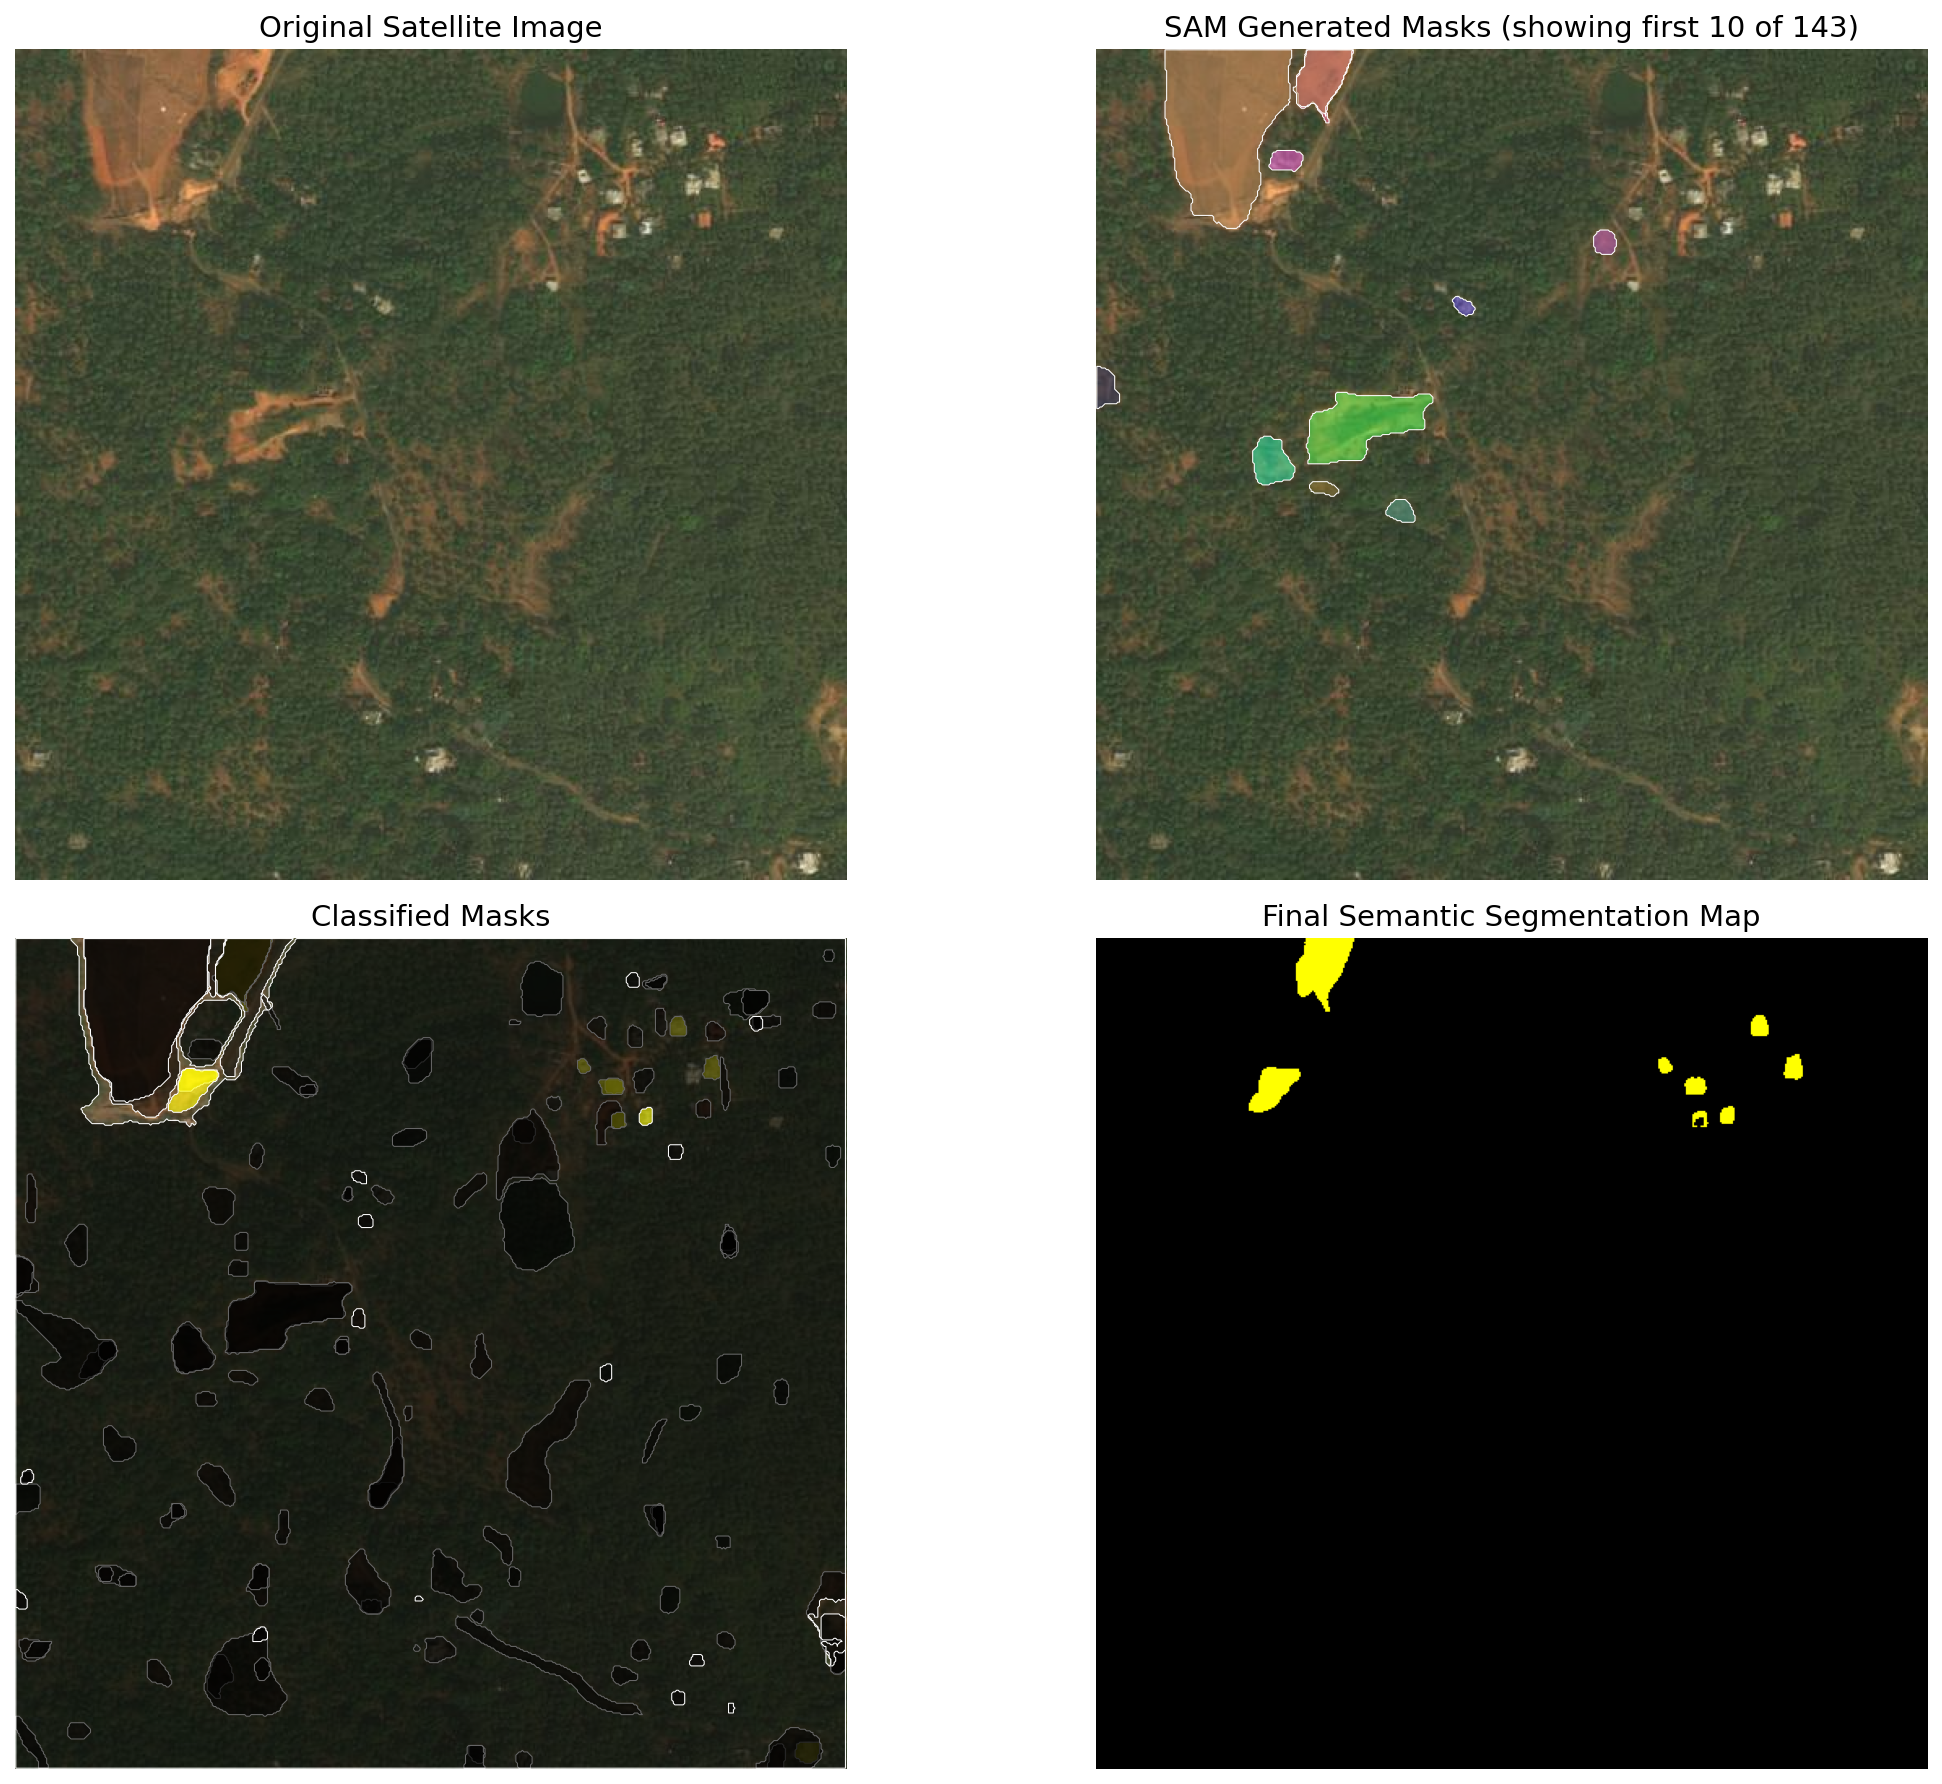 Original Satellite Image
SAM Generated Masks (showing first 10 of 143)
Classified Masks
Final Semantic Segmentation Map